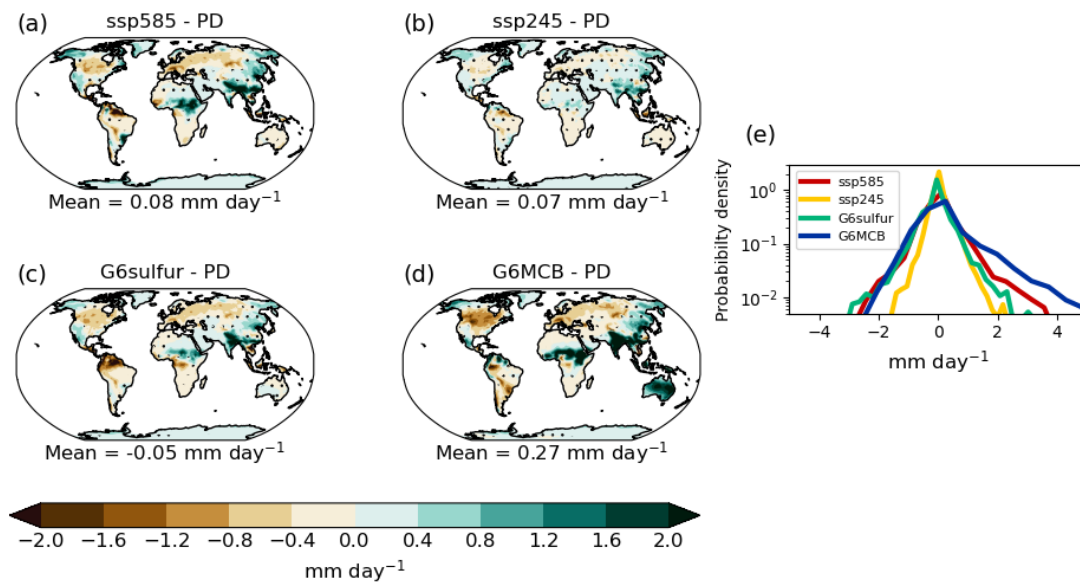 (a)
ssp585 - PD
Mean = 0.08 mm day⁻¹
(b)
ssp245 - PD
Mean = 0.07 mm day⁻¹
(c)
G6sulfur - PD
Mean = -0.05 mm day⁻¹
(d)
G6MCB - PD
Mean = 0.27 mm day⁻¹
−2.0 −1.6 −1.2 −0.8 −0.4 0.0 0.4 0.8 1.2 1.6 2.0
mm day⁻¹
(e)
Probabibilty density
10⁰
10⁻¹
10⁻²
ssp585
ssp245
G6sulfur
G6MCB
−4 −2 0 2 4
mm day⁻¹